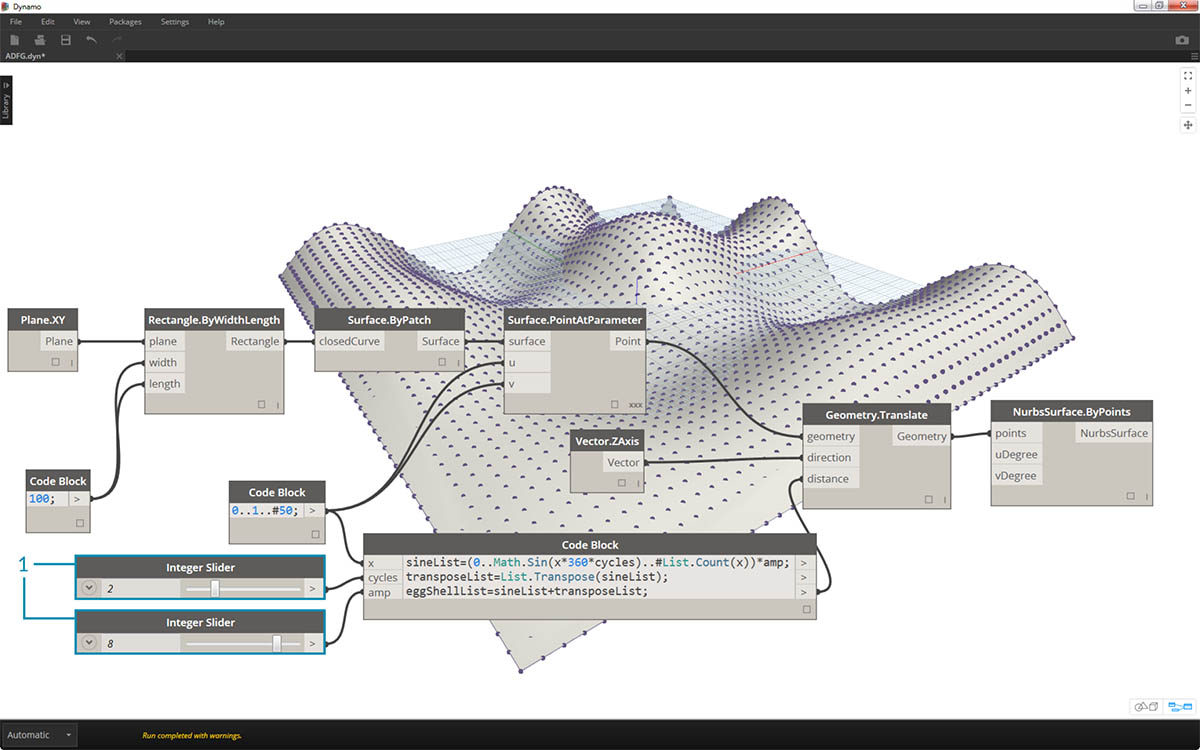 Dynamo
File Edit View Packages Settings Help
ADFG.dyn*
Library
Plane.XY
Plane
Rectangle.ByWidthLength
plane Rectangle
width
length
Surface.ByPatch
closedCurve Surface
Surface.PointAtParameter
surface Point
u
v
xxx
Vector.ZAxis
Vector
Geometry.Translate
geometry Geometry
direction
distance
NurbsSurface.ByPoints
points NurbsSurface
uDegree
vDegree
Code Block
100; >
Code Block
0..1..#50; >
Code Block
x sineList=(0..Math.Sin(x*360*cycles)..#List.Count(x))*amp; >
cycles transposeList=List.Transpose(sineList); >
amp eggShellList=sineList+transposeList; >
1
Integer Slider
2 >
Integer Slider
8 >
Automatic
Run completed with warnings.